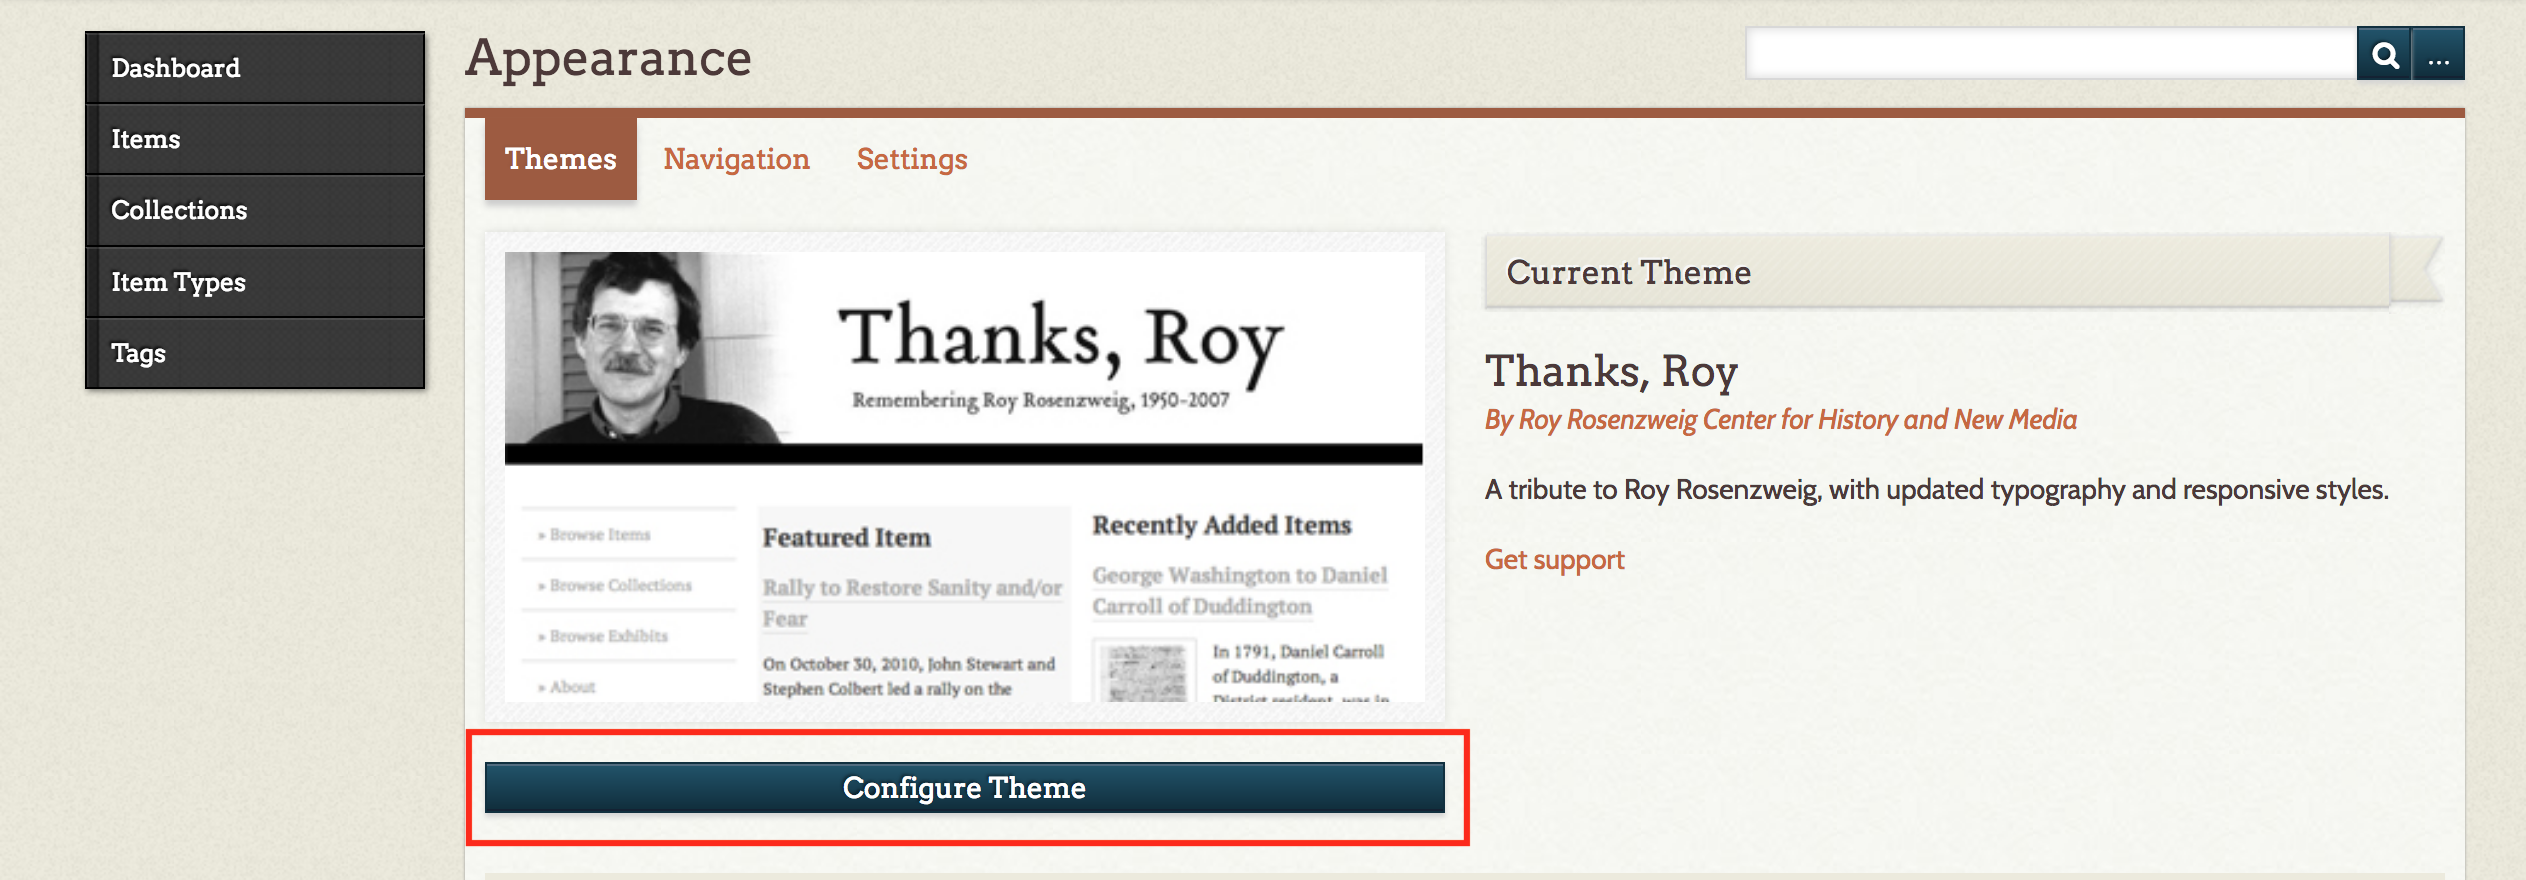 Dashboard
Items
Collections
Item Types
Tags
Appearance
...
Themes
Navigation
Settings
Thanks, Roy
Remembering Roy Rosenzweig, 1950-2007
» Browse Items
» Browse Collections
» Browse Exhibits
» About
Featured Item
Rally to Restore Sanity and/or
Fear
On October 30, 2010, John Stewart and
Stephen Colbert led a rally on the
Recently Added Items
George Washington to Daniel
Carroll of Duddington
In 1791, Daniel Carroll
of Duddington, a
District resident, was in
Configure Theme
Current Theme
Thanks, Roy
By Roy Rosenzweig Center for History and New Media
A tribute to Roy Rosenzweig, with updated typography and responsive styles.
Get support